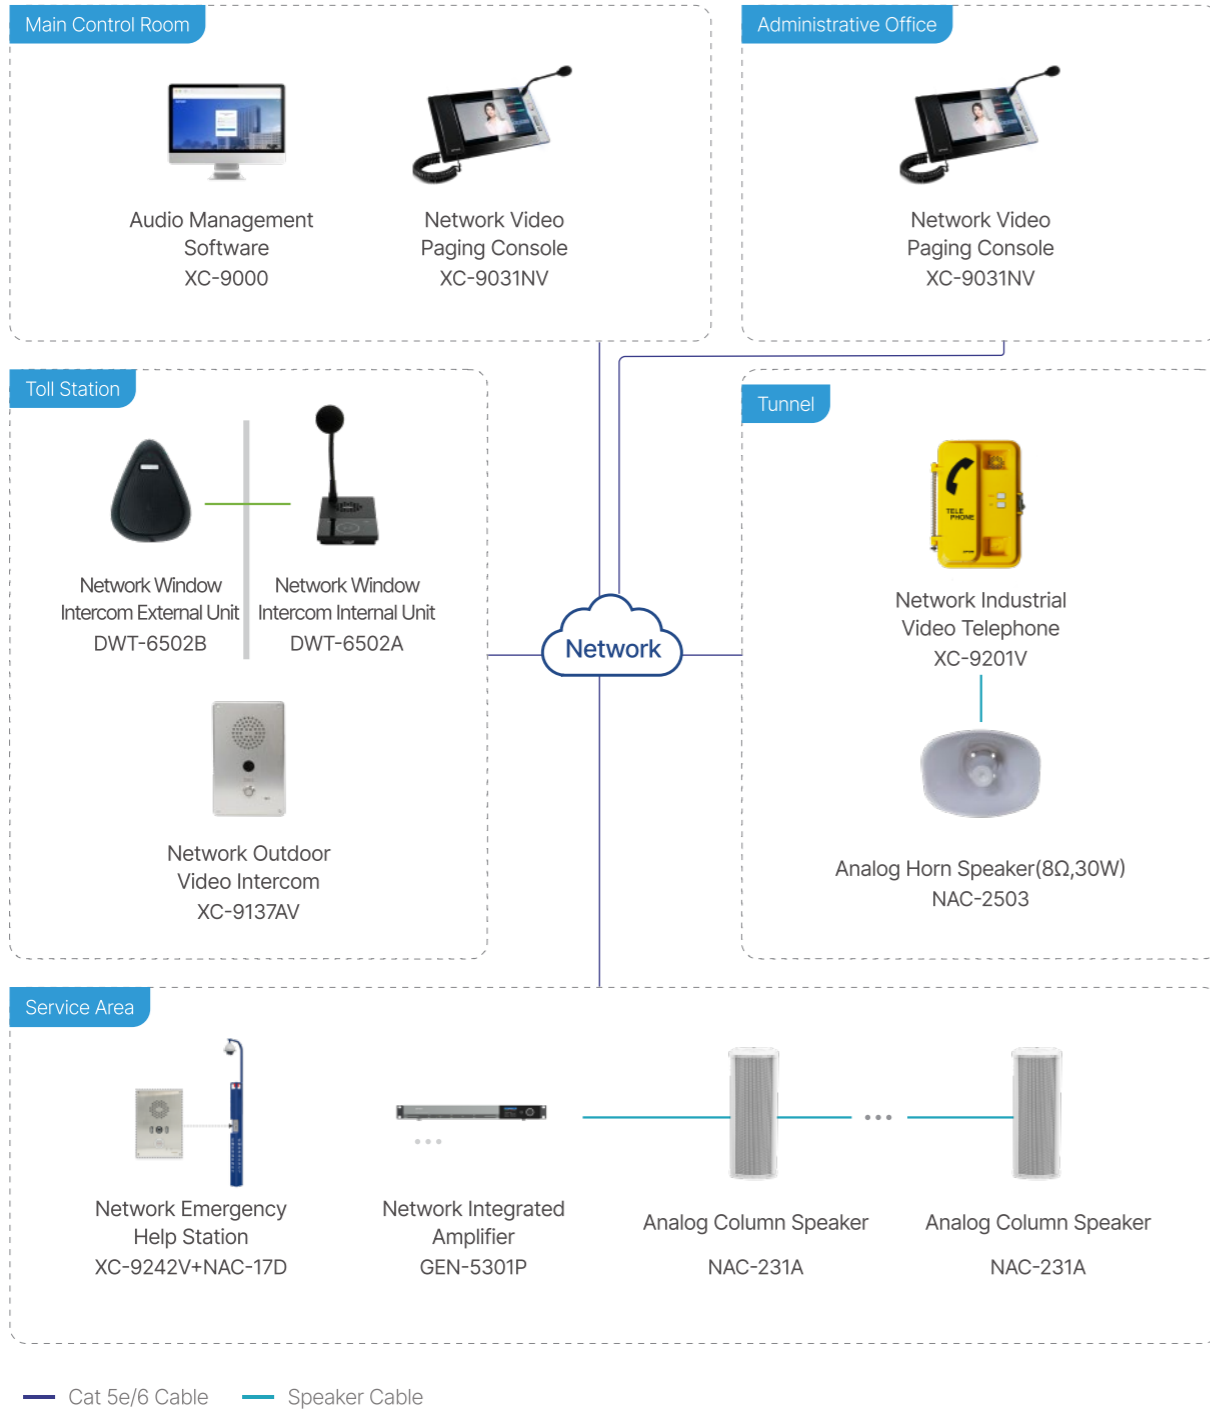 Main Control Room
Administrative Office
Audio Management
Software
XC-9000
Network Video
Paging Console
XC-9031NV
Network Video
Paging Console
XC-9031NV
Toll Station
Network Window
Intercom External Unit
DWT-6502B
Network Window
Intercom Internal Unit
DWT-6502A
Network Outdoor
Video Intercom
XC-9137AV
Network
Tunnel
TELE
PHONE
Network Industrial
Video Telephone
XC-9201V
Analog Horn Speaker(8Ω,30W)
NAC-2503
Service Area
Network Emergency
Help Station
XC-9242V+NAC-17D
Network Integrated
Amplifier
GEN-5301P
Analog Column Speaker
NAC-231A
Analog Column Speaker
NAC-231A
Cat 5e/6 Cable
Speaker Cable